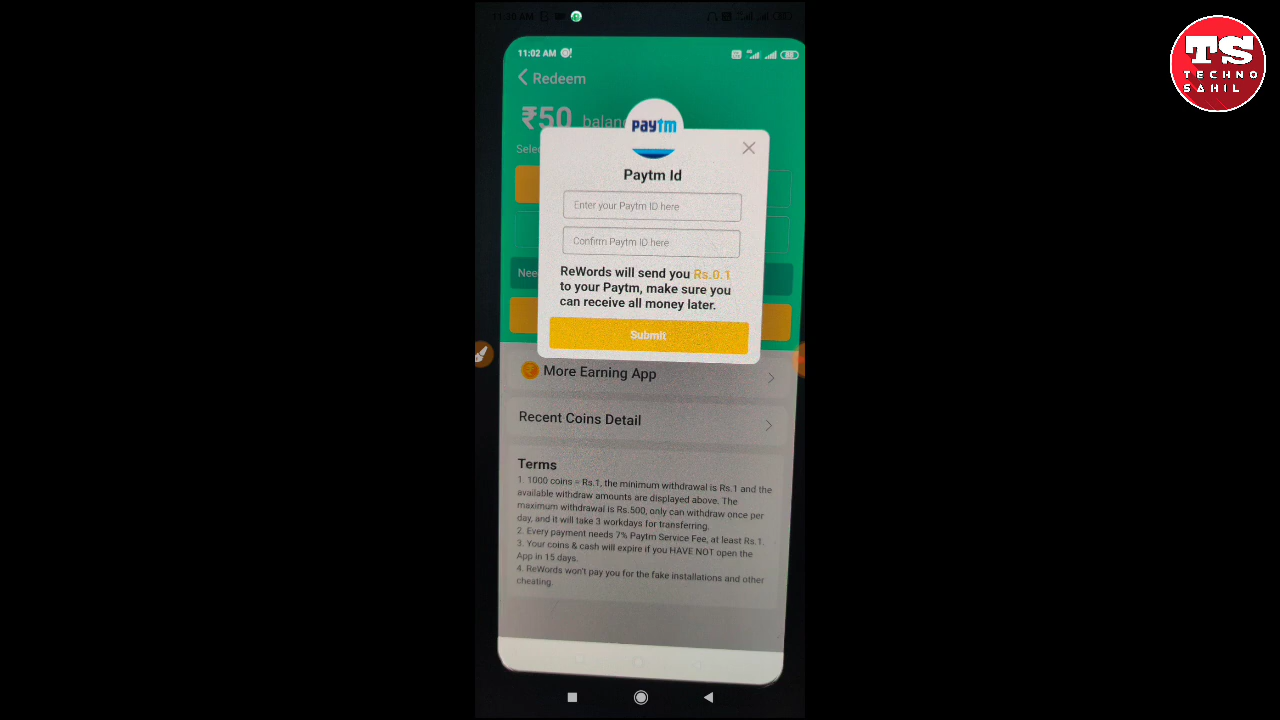 11:10 AM
11:02 AM
Redeem
₹50 balan
Selec
paytm
Paytm Id
Enter your Paytm ID here
Confirm Paytm ID here
Nee
ReWords will send you Rs.0.1
to your Paytm, make sure you
can receive all money later.
Submit
More Earning App
Recent Coins Detail
Terms
1. 1000 coins = Rs.1, the minimum withdrawal is Rs.1 and the
available withdraw amounts are displayed above. The
maximum withdrawal is Rs.500, only can withdraw once per
day, and it will take 3 workdays for transferring.
2. Every payment needs 7% Paytm Service Fee, at least Rs.1.
3. Your coins & cash will expire if you HAVE NOT open the
App in 15 days.
4. ReWords won't pay you for the fake installations and other
cheating.
TS
TECHNO
SAHIL